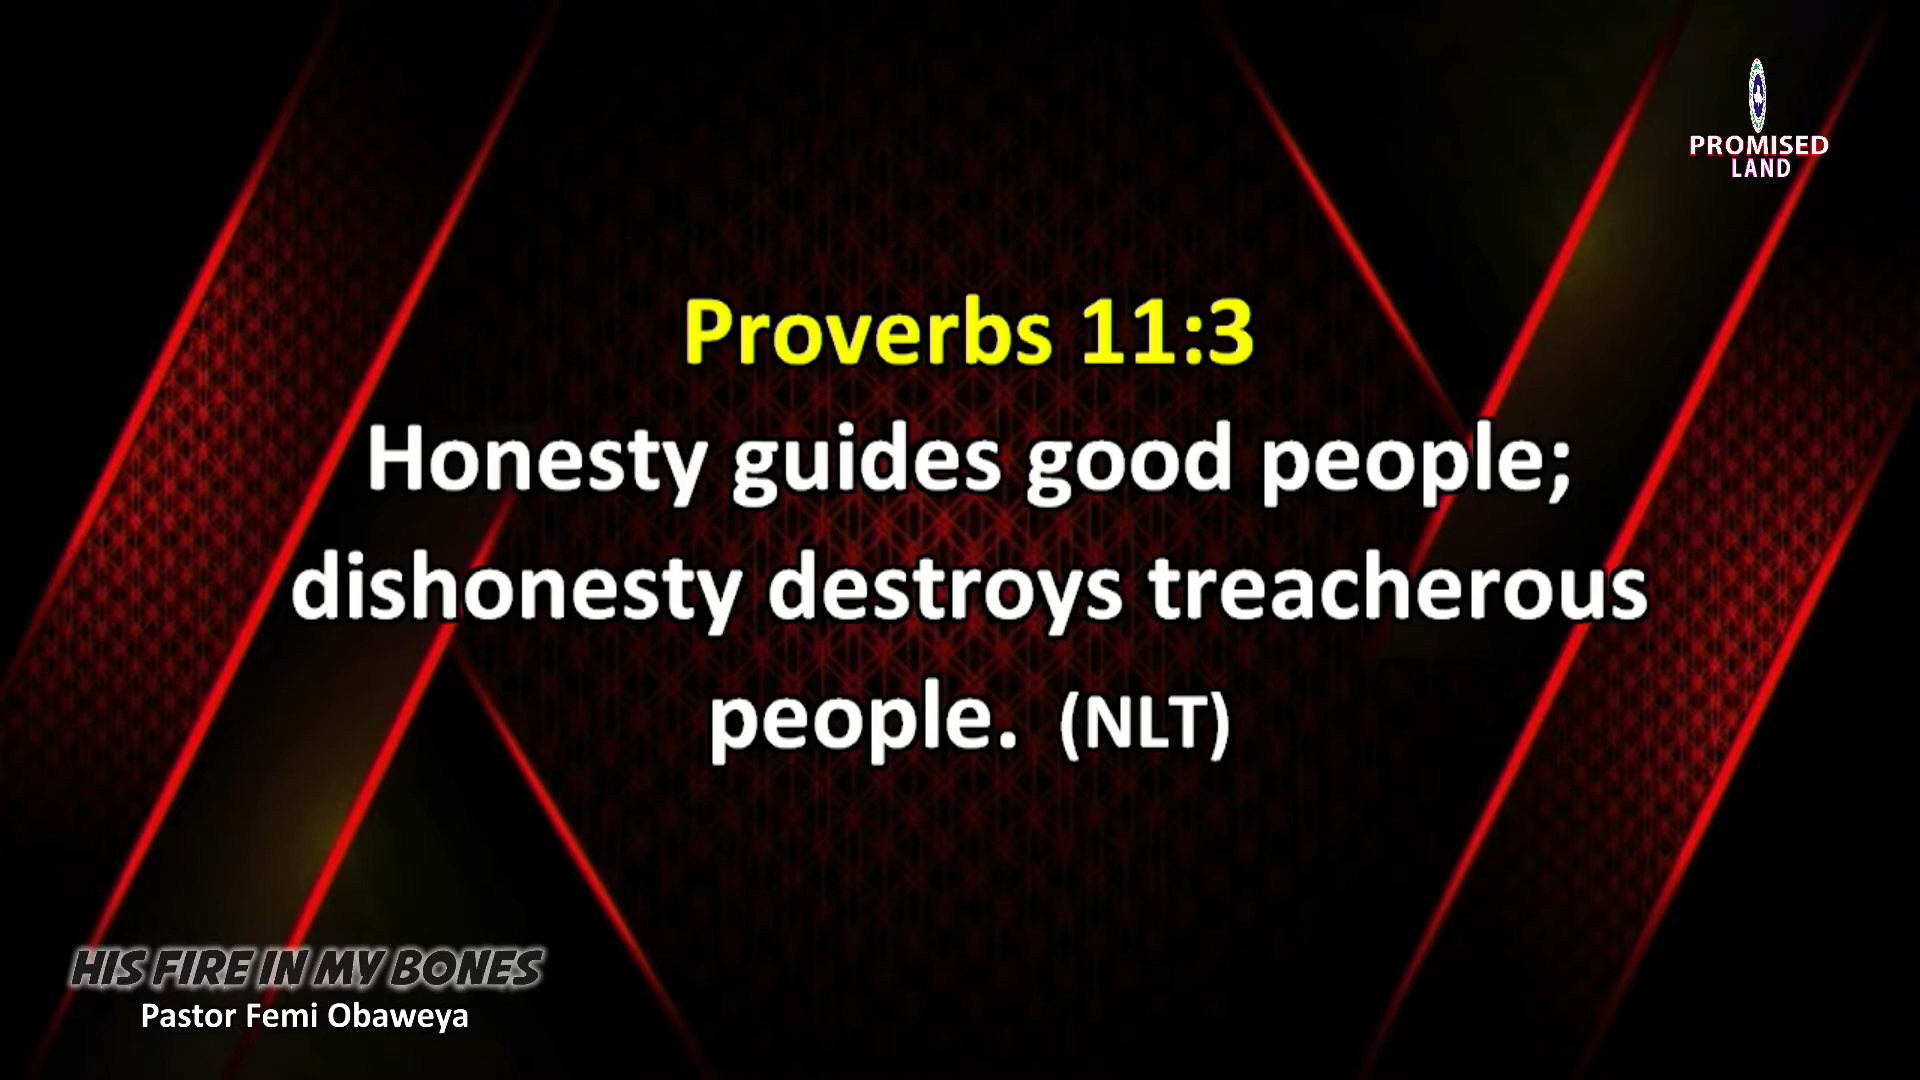 PROMISED
LAND
Proverbs 11:3
Honesty guides good people;
dishonesty destroys treacherous
people. (NLT)
HIS FIRE IN MY BONES
Pastor Femi Obaweya